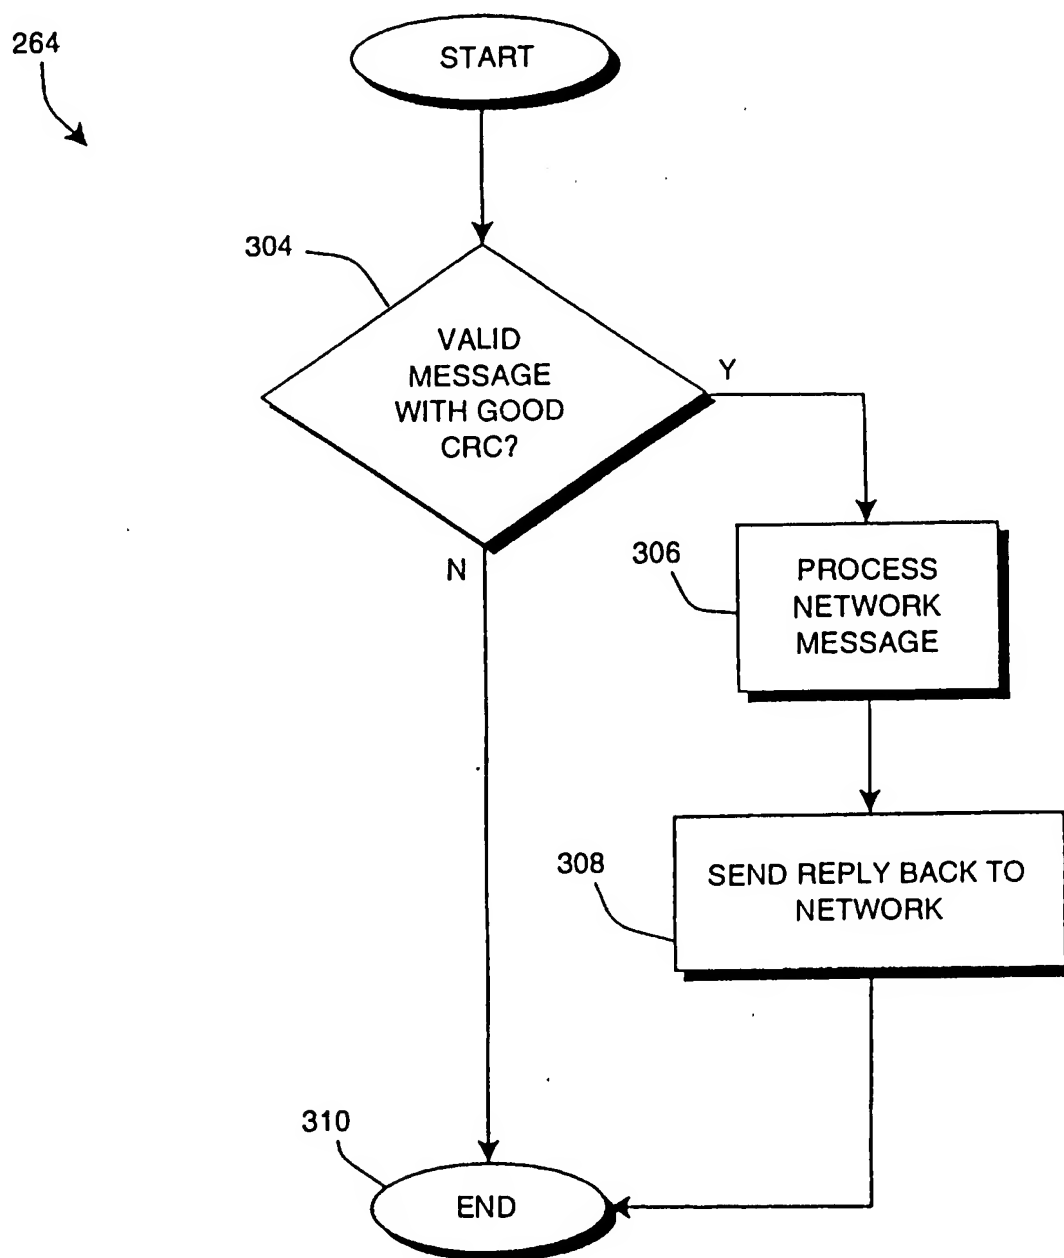 264
START
304
VALID
MESSAGE
WITH GOOD
CRC?
Y
N
306
PROCESS
NETWORK
MESSAGE
308
SEND REPLY BACK TO
NETWORK
310
END